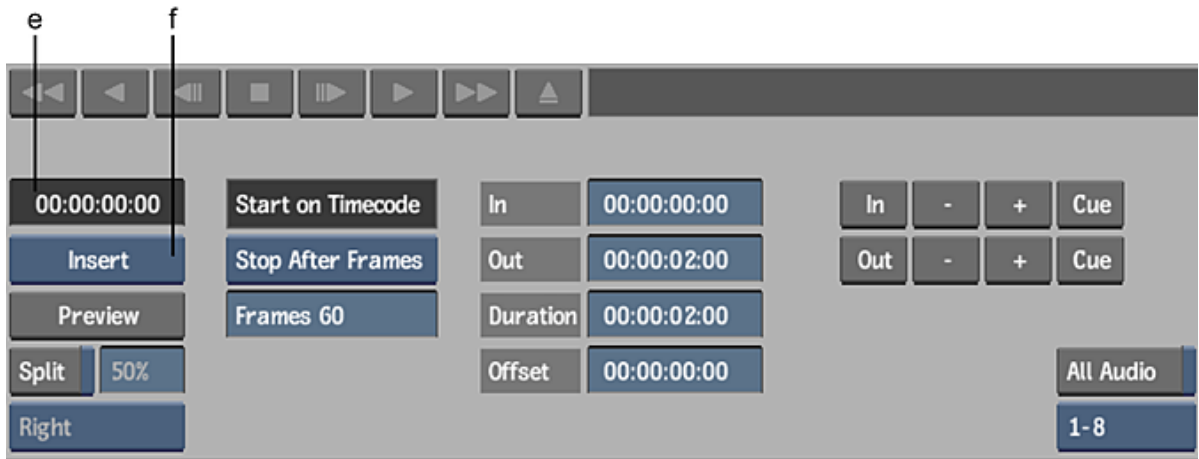 e f
00:00:00:00 Start on Timecode In 00:00:00:00 In - + Cue
Insert Stop After Frames Out 00:00:02:00 Out - + Cue
Preview Frames 60 Duration 00:00:02:00
Split 50% Offset 00:00:00:00 All Audio
Right 1-8